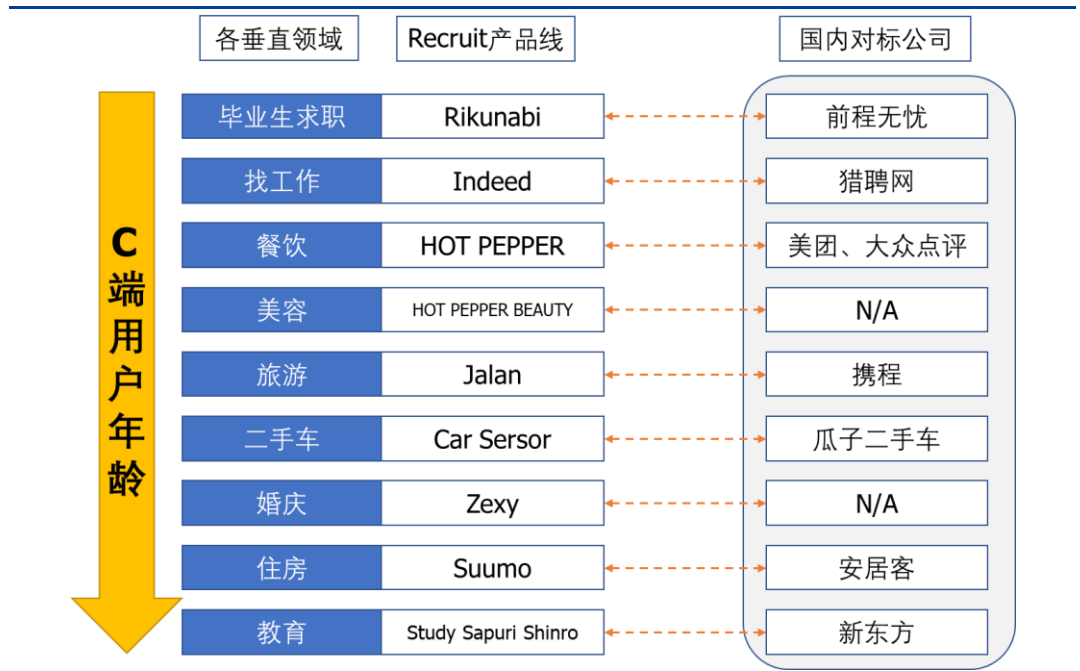 各垂直领域 Recruit产品线 国内对标公司
C端用户年龄
毕业生求职 Rikunabi 前程无忧
找工作 Indeed 猎聘网
餐饮 HOT PEPPER 美团、大众点评
美容 HOT PEPPER BEAUTY N/A
旅游 Jalan 携程
二手车 Car Sersor 瓜子二手车
婚庆 Zexy N/A
住房 Suumo 安居客
教育 Study Sapuri Shinro 新东方